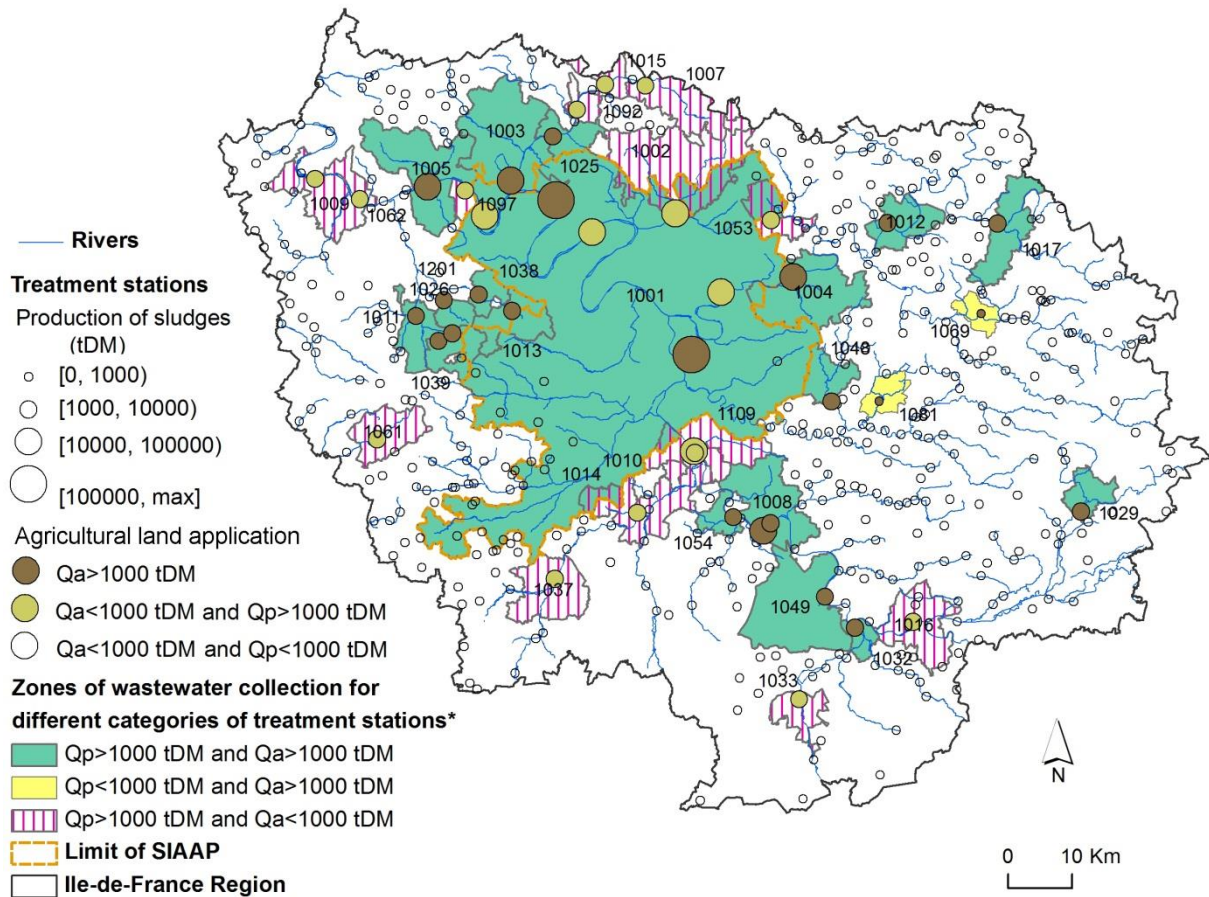 1015
1007
1092
1003
1002
1025
1005
1009
1062
1097
1053
1012
1017
Rivers
Treatment stations
Production of sludges
(tDM)
[0, 1000)
[1000, 10000)
[10000, 100000)
[100000, max]
Agricultural land application
Qa>1000 tDM
Qa<1000 tDM and Qp>1000 tDM
Qa<1000 tDM and Qp<1000 tDM
Zones of wastewater collection for
different categories of treatment stations*
Qp>1000 tDM and Qa>1000 tDM
Qp<1000 tDM and Qa>1000 tDM
Qp>1000 tDM and Qa<1000 tDM
Limit of SIAAP
Ile-de-France Region
1201
1038
1026
1001
1004
1011
1013
1069
1039
1081
1109
1061
1010
1014
1008
1029
1054
1037
1049
1016
1032
1033
N
0 10 Km